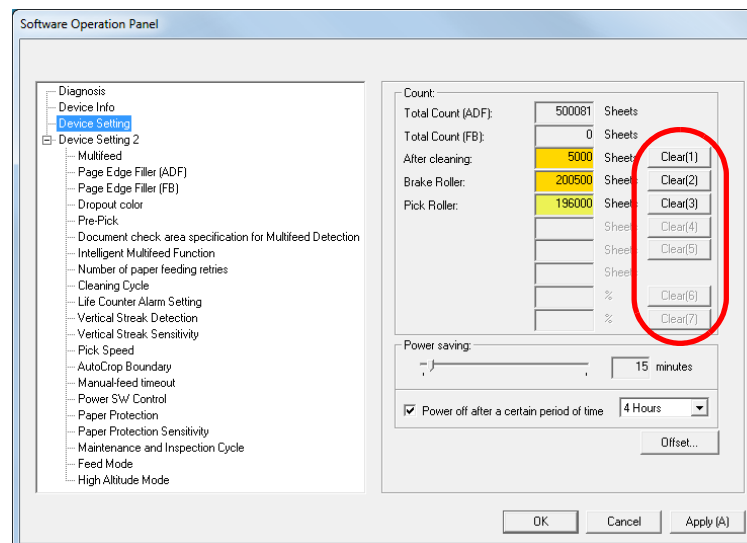 Software Operation Panel
Diagnosis
Device Info
Device Setting
Device Setting 2
Multifeed
Page Edge Filler (ADF)
Page Edge Filler (FB)
Dropout color
Pre-Pick
Document check area specification for Multifeed Detection
Intelligent Multifeed Function
Number of paper feeding retries
Cleaning Cycle
Life Counter Alarm Setting
Vertical Streak Detection
Vertical Streak Sensitivity
Pick Speed
AutoCrop Boundary
Manual-feed timeout
Power SW Control
Paper Protection
Paper Protection Sensitivity
Maintenance and Inspection Cycle
Feed Mode
High Altitude Mode
Count:
Total Count (ADF): 500081 Sheets
Total Count (FB): 0 Sheets
After cleaning: 5000 Sheets Clear(1)
Brake Roller: 200500 Sheets Clear(2)
Pick Roller: 196000 Sheets Clear(3)
Sheets Clear(4)
Sheets Clear(5)
Sheets
% Clear(6)
% Clear(7)
Power saving:
15 minutes
Power off after a certain period of time 4 Hours
Offset...
OK Cancel Apply (A)